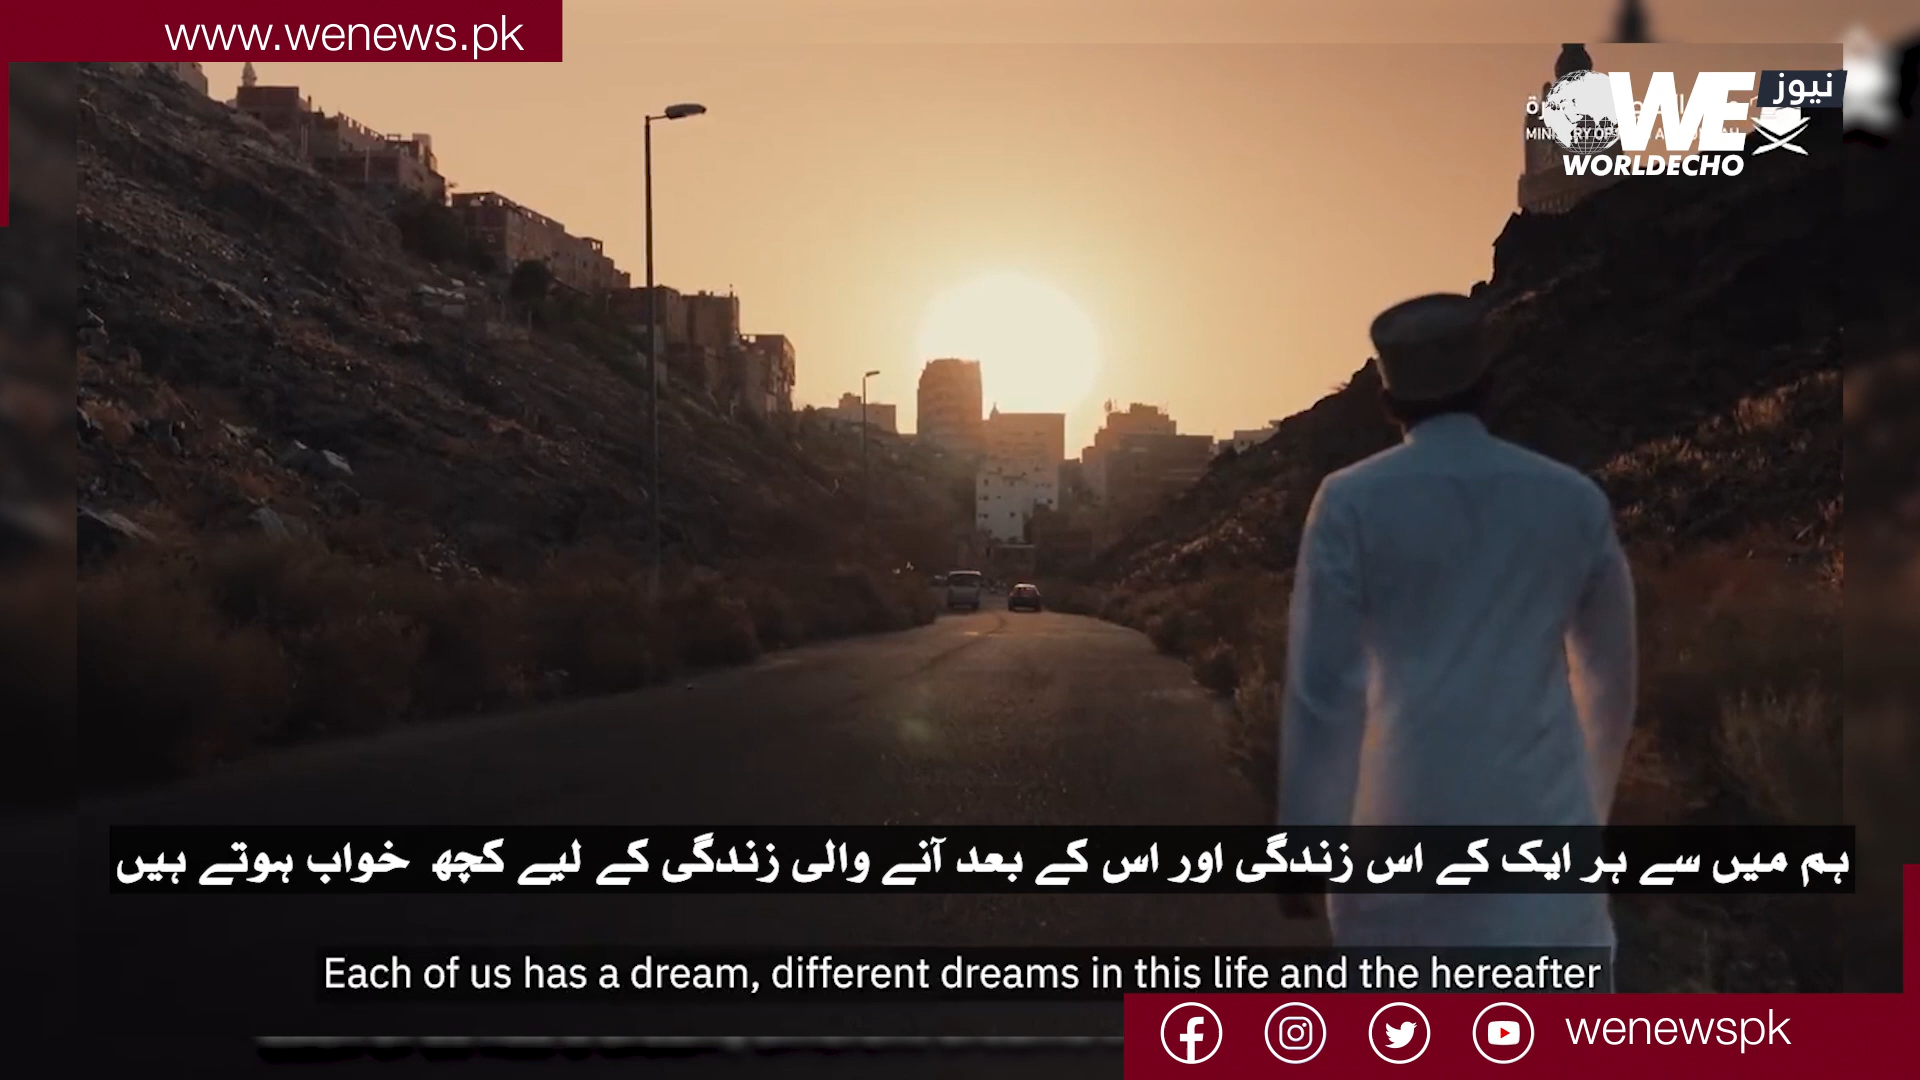 www.wenews.pk
WE نیوز
WORLDECHO
ہم میں سے ہر ایک کے اس زندگی اور اس کے بعد آنے والی زندگی کے لیے کچھ خواب ہوتے ہیں
Each of us has a dream, different dreams in this life and the hereafter
wenewspk